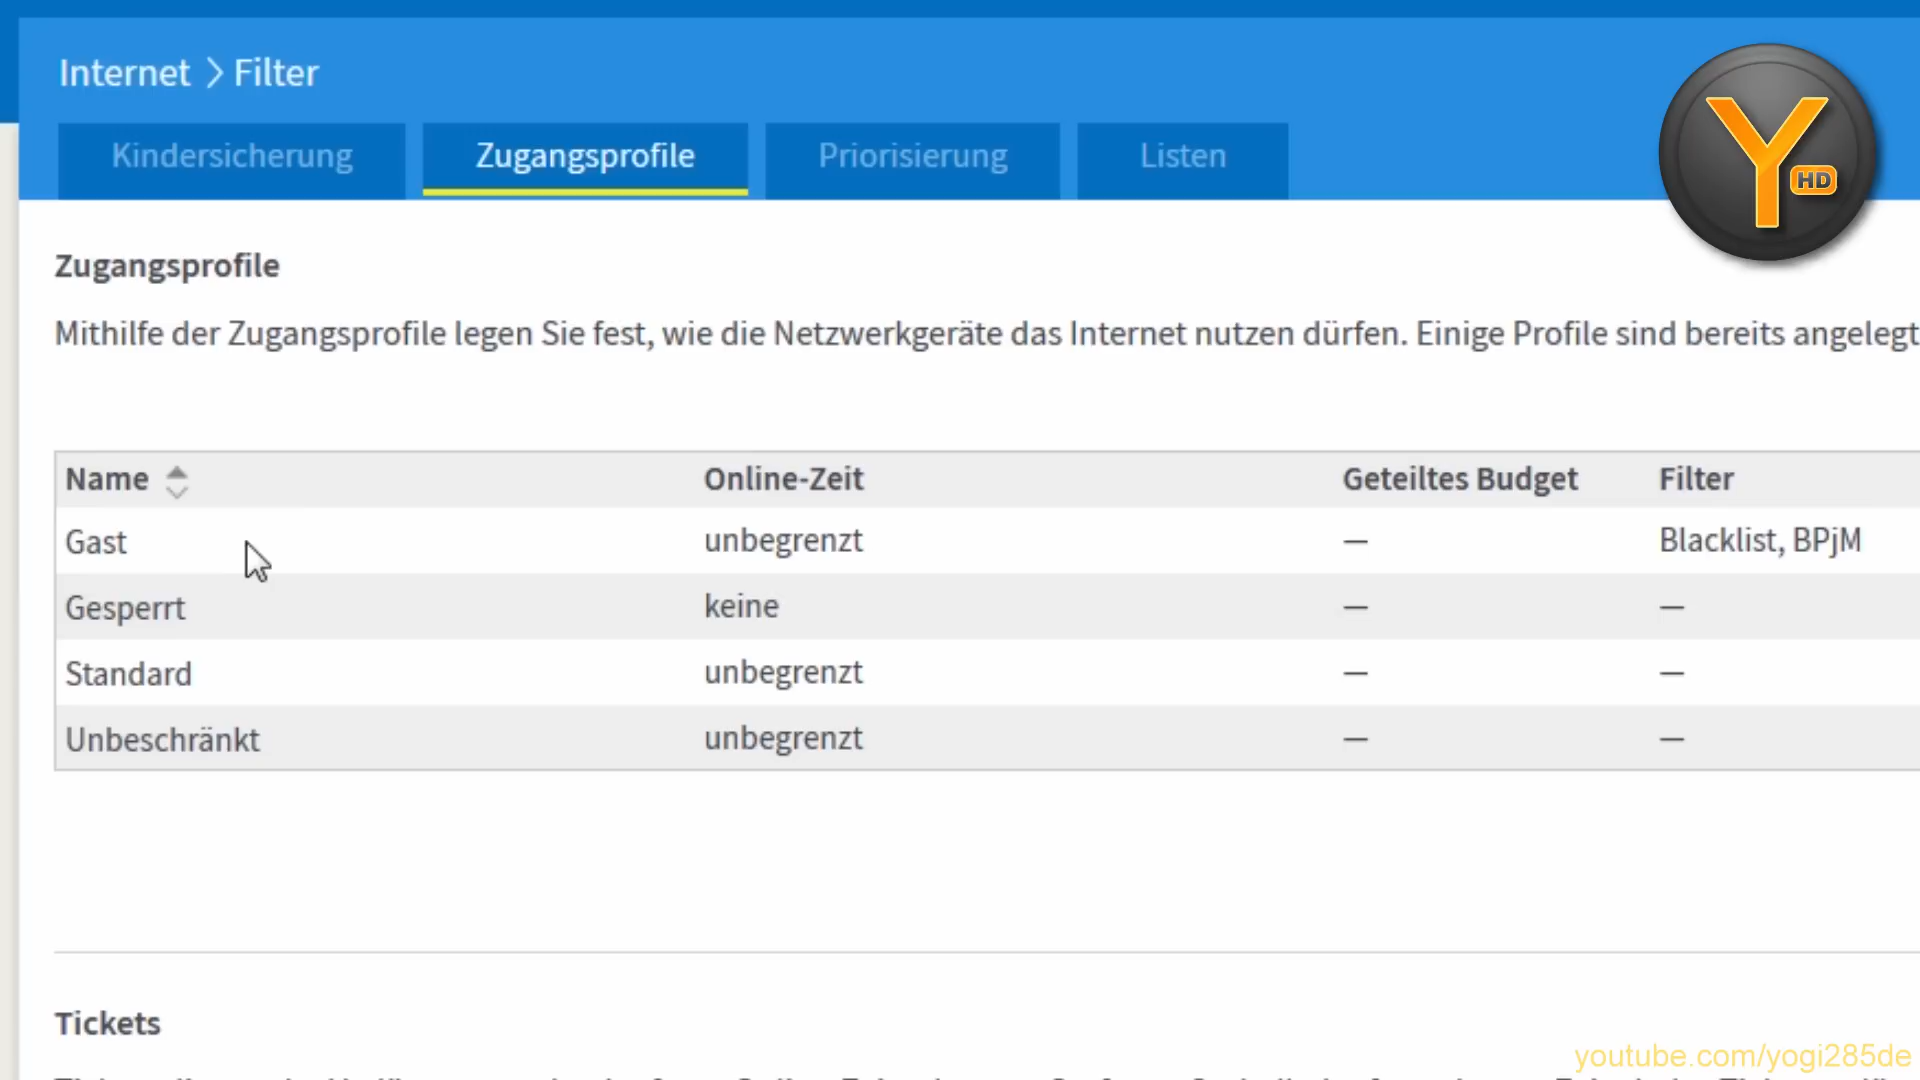 Internet > Filter
Kindersicherung Zugangsprofile Priorisierung Listen
Y HD
Zugangsprofile
Mithilfe der Zugangsprofile legen Sie fest, wie die Netzwerkgeräte das Internet nutzen dürfen. Einige Profile sind bereits angelegt
Name Online-Zeit Geteiltes Budget Filter
Gast unbegrenzt — Blacklist, BPjM
Gesperrt keine — —
Standard unbegrenzt — —
Unbeschränkt unbegrenzt — —
Tickets
youtube.com/yogi285de